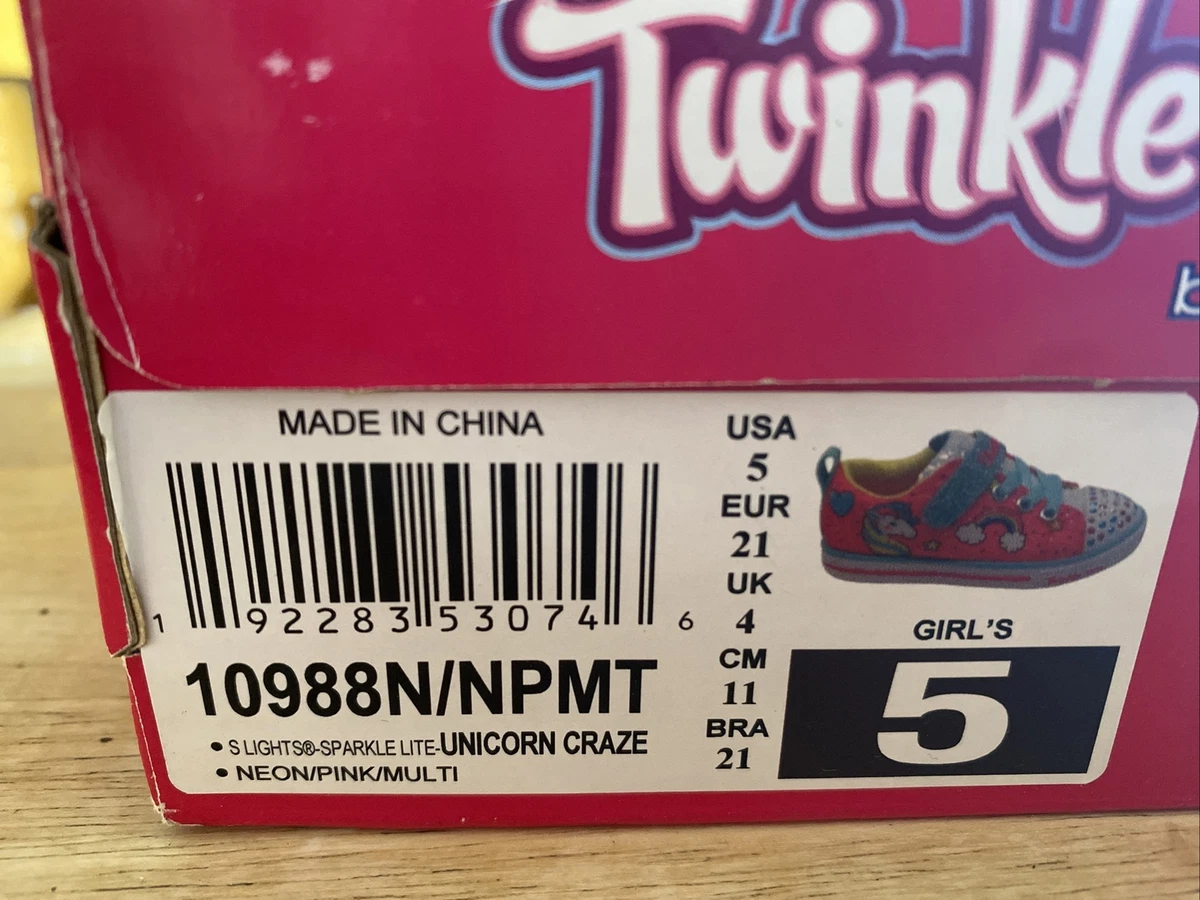 Twinkle
MADE IN CHINA
1 92283 53074 6
10988N/NPMT
• S LIGHTS®-SPARKLE LITE-UNICORN CRAZE
• NEON/PINK/MULTI
USA
5
EUR
21
UK
4
CM
11
BRA
21
GIRL'S
5